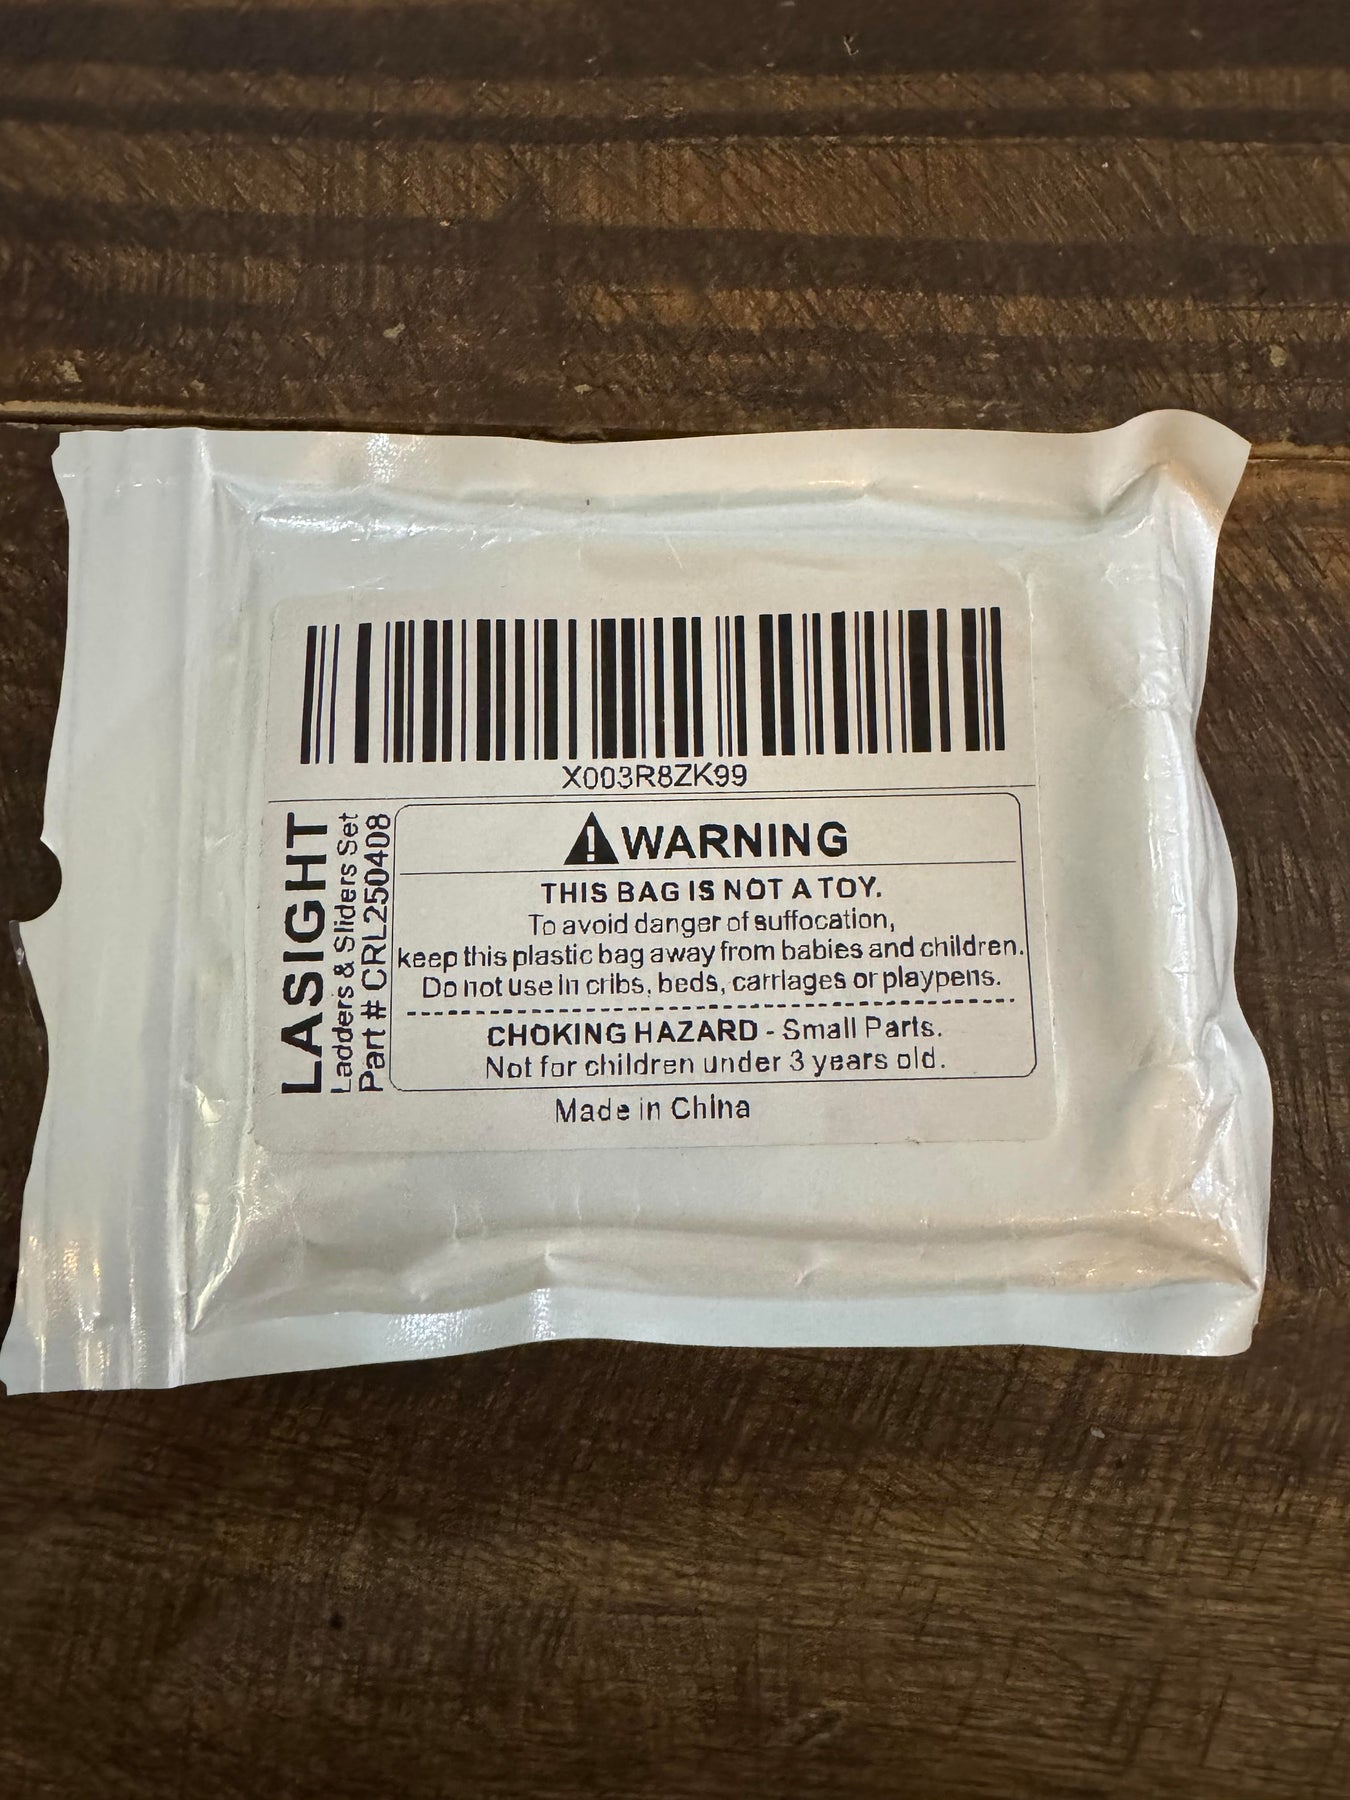 X003R8ZK99
LASIGHT
Ladders & Sliders Set
Part # CRL250408
WARNING
THIS BAG IS NOT A TOY.
To avoid danger of suffocation,
keep this plastic bag away from babies and children.
Do not use in cribs, beds, carriages or playpens.
CHOKING HAZARD - Small Parts.
Not for children under 3 years old.
Made in China